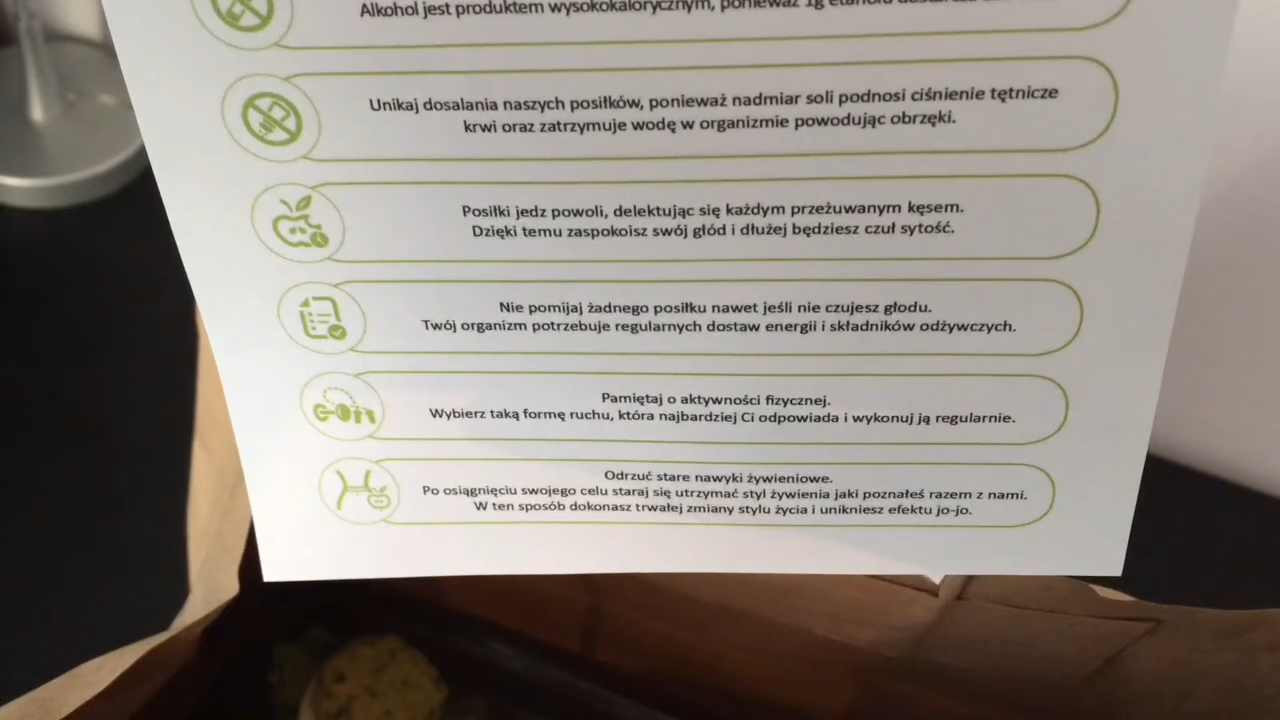 Alkohol jest produktem wysokokalorycznym, ponieważ 1g etanolu
Unikaj dosalania naszych posiłków, ponieważ nadmiar soli podnosi ciśnienie tętnicze
krwi oraz zatrzymuje wodę w organizmie powodując obrzęki.
Posiłki jedz powoli, delektując się każdym przeżuwanym kęsem.
Dzięki temu zaspokoisz swój głód i dłużej będziesz czuł sytość.
Nie pomijaj żadnego posiłku nawet jeśli nie czujesz głodu.
Twój organizm potrzebuje regularnych dostaw energii i składników odżywczych.
Pamiętaj o aktywności fizycznej.
Wybierz taką formę ruchu, która najbardziej Ci odpowiada i wykonuj ją regularnie.
Odrzuć stare nawyki żywieniowe.
Po osiągnięciu swojego celu staraj się utrzymać styl żywienia jaki poznałeś razem z nami.
W ten sposób dokonasz trwałej zmiany stylu życia i unikniesz efektu jo-jo.